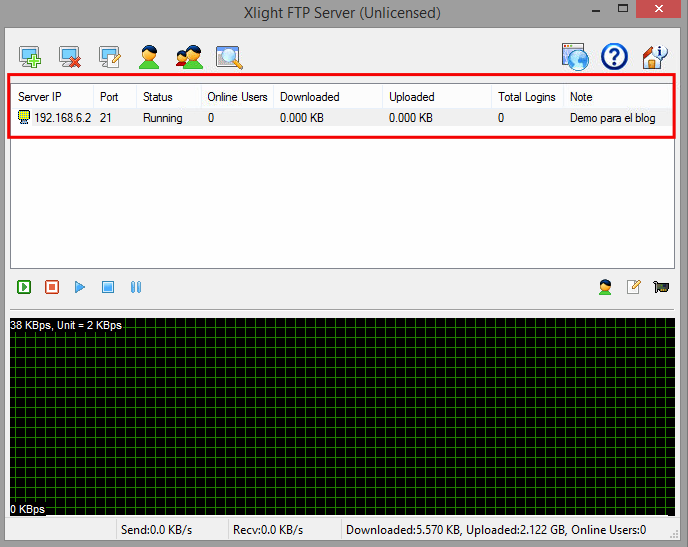 Xlight FTP Server (Unlicensed)
Server IP Port Status Online Users Downloaded Uploaded Total Logins Note
192.168.6.2 21 Running 0 0.000 KB 0.000 KB 0 Demo para el blog
38 KBps, Unit = 2 KBps
0 KBps
Send:0.0 KB/s Recv:0.0 KB/s Downloaded:5.570 KB, Uploaded:2.122 GB, Online Users:0